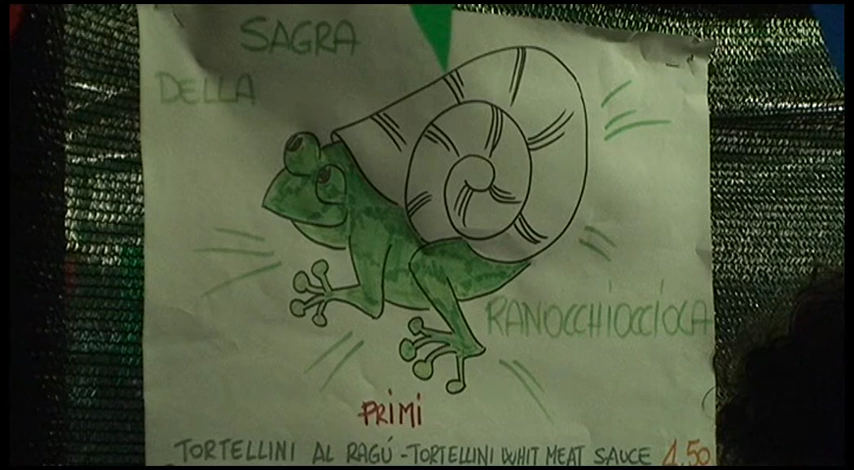 SAGRA
DELLA
RANOCCHIOCCIOLA
PRIMI
TORTELLINI AL RAGÚ - TORTELLINI WHIT MEAT SAUCE 4,50